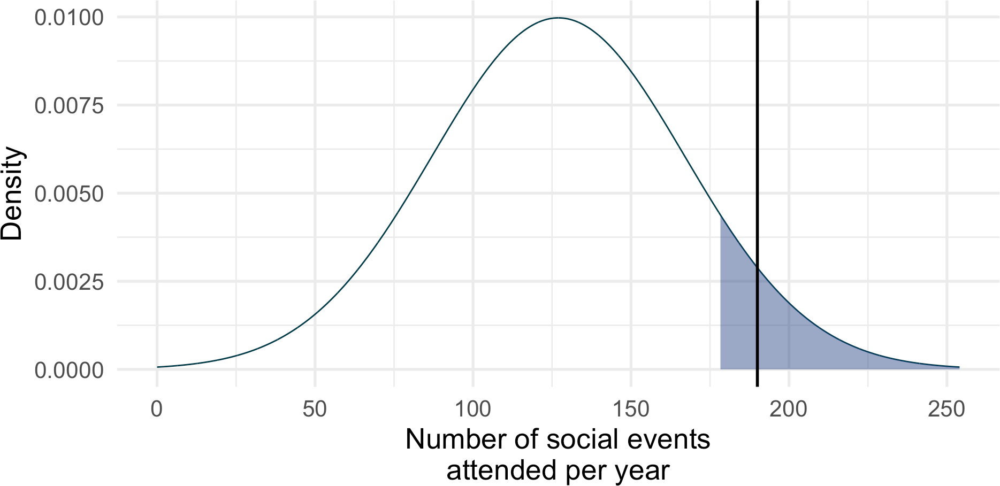 Density
0.0100
0.0075
0.0050
0.0025
0.0000
0 50 100 150 200 250
Number of social events
attended per year